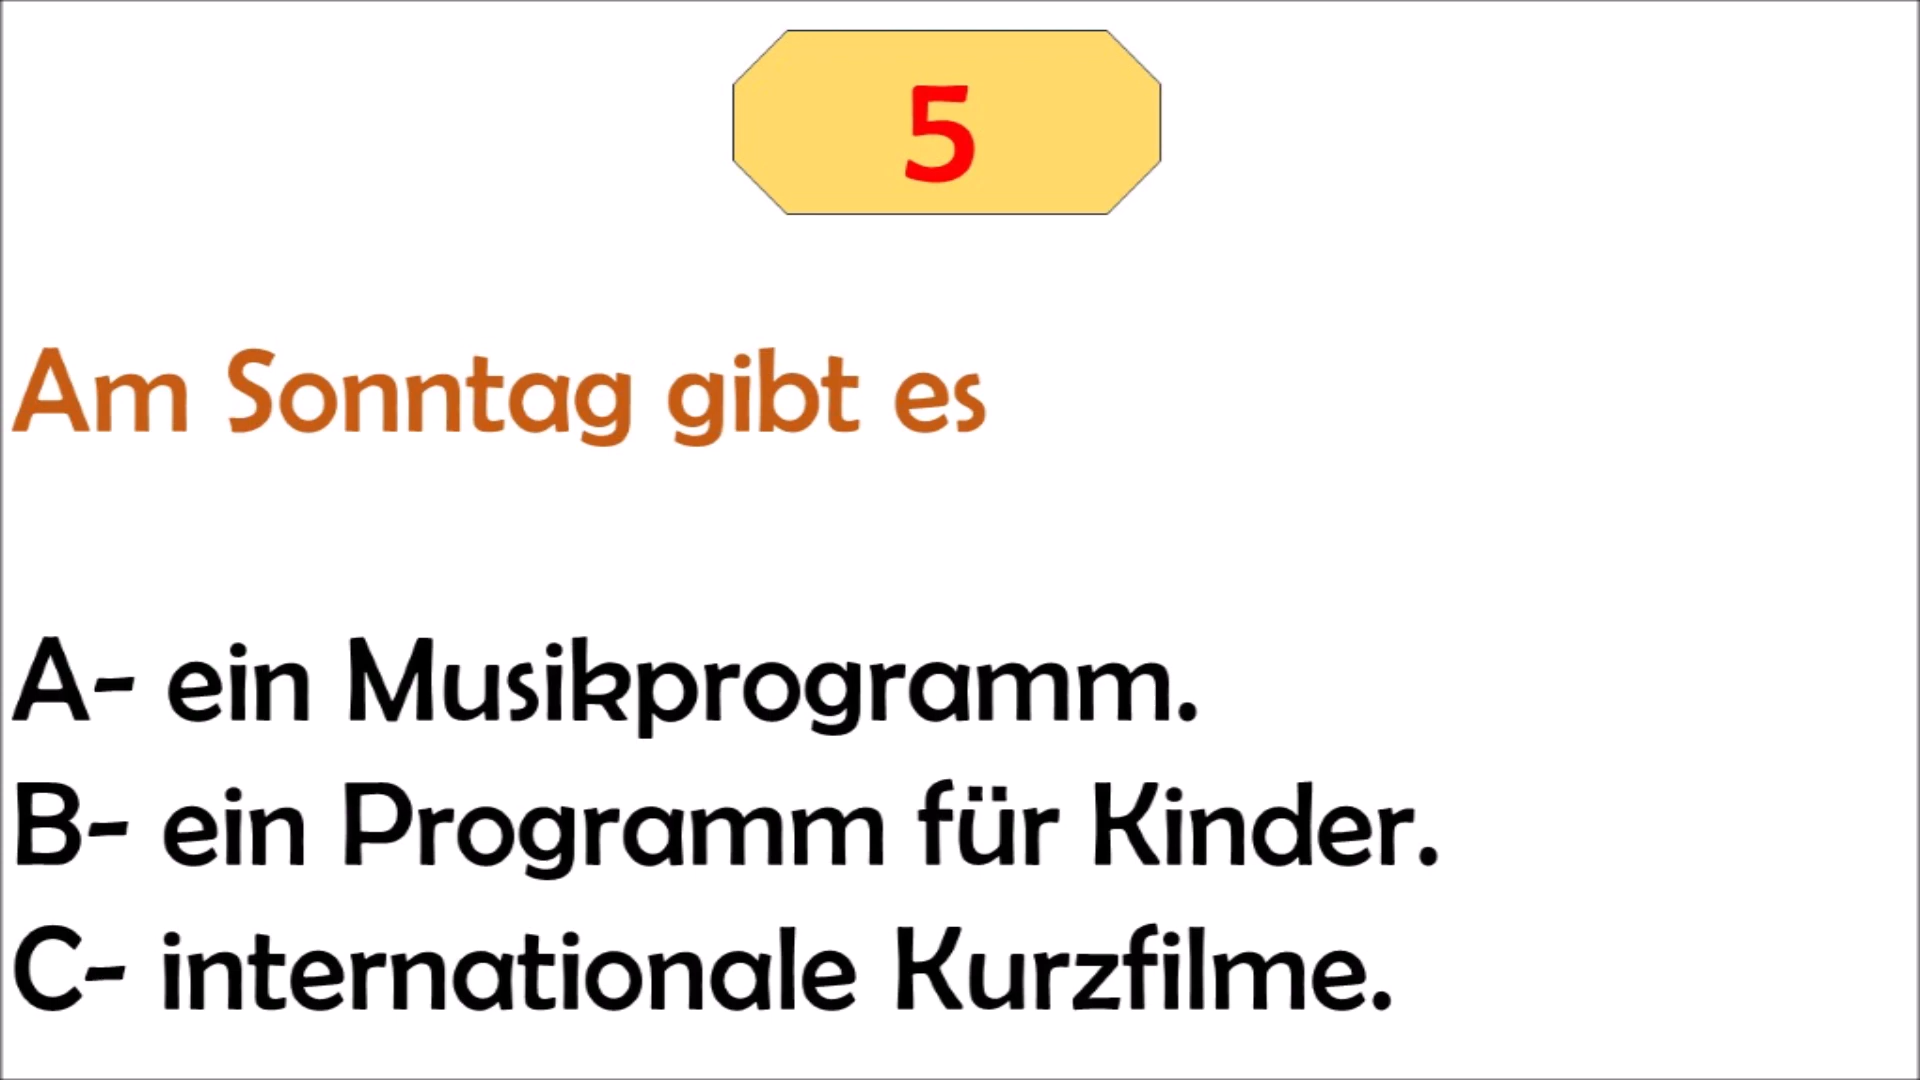 5
Am Sonntag gibt es
A- ein Musikprogramm.
B- ein Programm für Kinder.
C- internationale Kurzfilme.